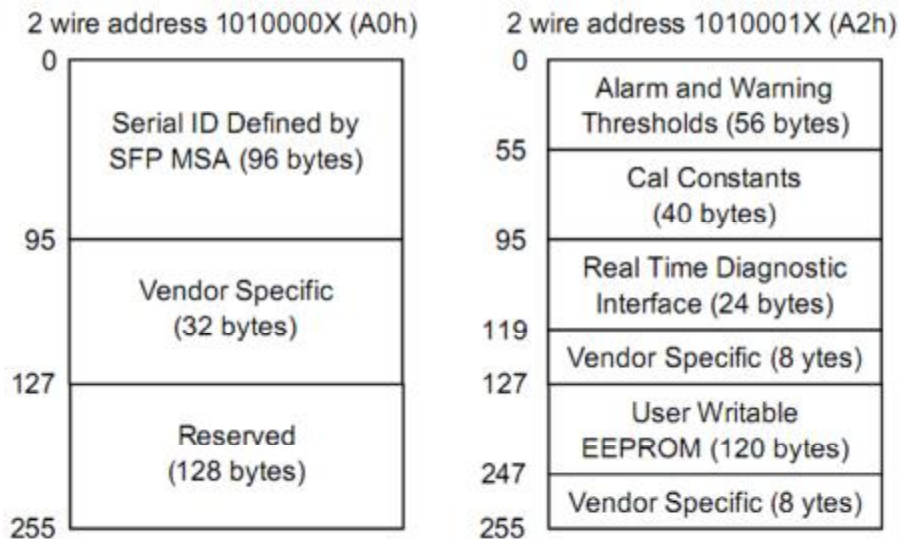 2 wire address 1010000X (A0h)
0
Serial ID Defined by
SFP MSA (96 bytes)
95
Vendor Specific
(32 bytes)
127
Reserved
(128 bytes)
255
2 wire address 1010001X (A2h)
0
Alarm and Warning
Thresholds (56 bytes)
55
Cal Constants
(40 bytes)
95
Real Time Diagnostic
Interface (24 bytes)
119
Vendor Specific (8 ytes)
127
User Writable
EEPROM (120 bytes)
247
Vendor Specific (8 ytes)
255